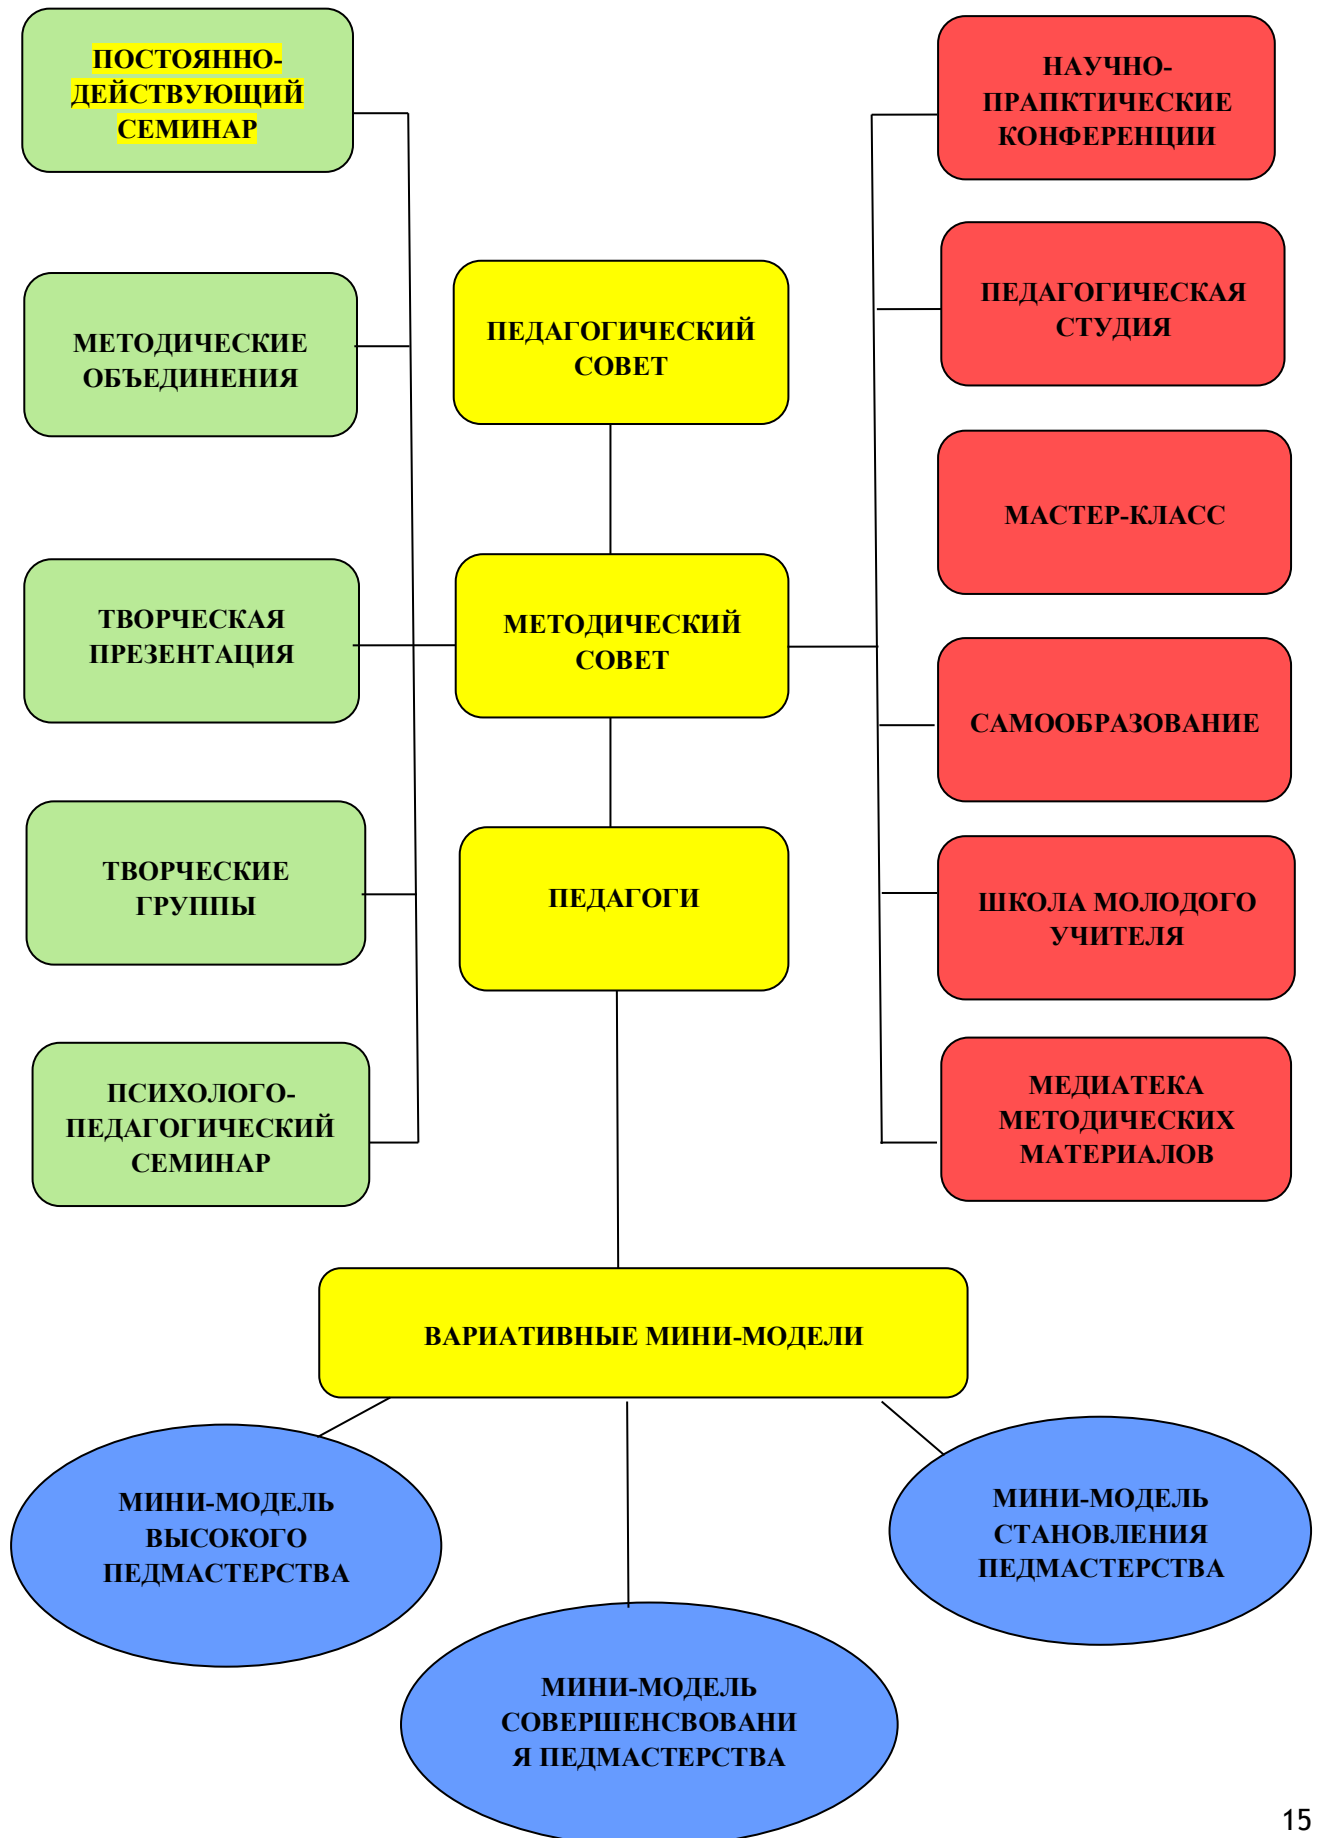 ПОСТОЯННО-
ДЕЙСТВУЮЩИЙ
СЕМИНАР
МЕТОДИЧЕСКИЕ
ОБЪЕДИНЕНИЯ
ТВОРЧЕСКАЯ
ПРЕЗЕНТАЦИЯ
ТВОРЧЕСКИЕ
ГРУППЫ
ПСИХОЛОГО-
ПЕДАГОГИЧЕСКИЙ
СЕМИНАР
ПЕДАГОГИЧЕСКИЙ
СОВЕТ
МЕТОДИЧЕСКИЙ
СОВЕТ
ПЕДАГОГИ
НАУЧНО-
ПРАПКТИЧЕСКИЕ
КОНФЕРЕНЦИИ
ПЕДАГОГИЧЕСКАЯ
СТУДИЯ
МАСТЕР-КЛАСС
САМООБРАЗОВАНИЕ
ШКОЛА МОЛОДОГО
УЧИТЕЛЯ
МЕДИАТЕКА
МЕТОДИЧЕСКИХ
МАТЕРИАЛОВ
ВАРИАТИВНЫЕ МИНИ-МОДЕЛИ
МИНИ-МОДЕЛЬ
ВЫСОКОГО
ПЕДМАСТЕРСТВА
МИНИ-МОДЕЛЬ
СОВЕРШЕНСВОВАНИ
Я ПЕДМАСТЕРСТВА
МИНИ-МОДЕЛЬ
СТАНОВЛЕНИЯ
ПЕДМАСТЕРСТВА
15